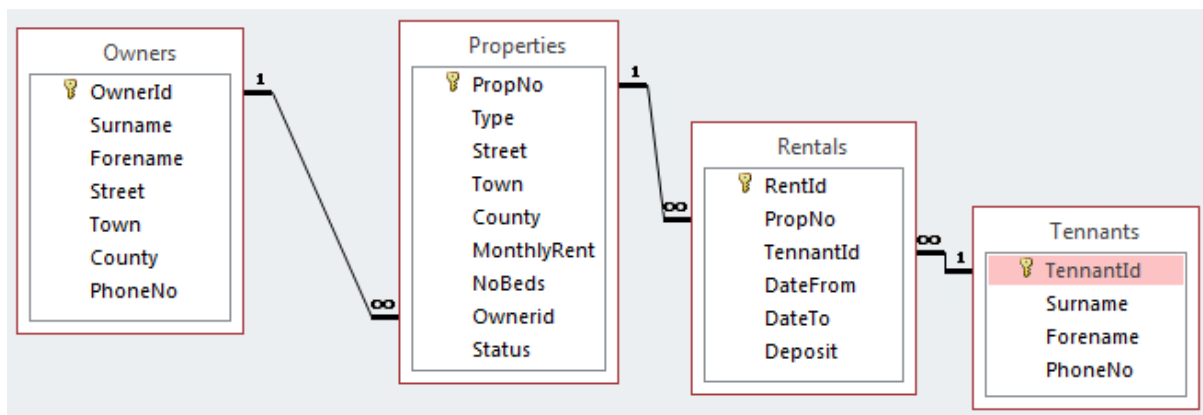 Owners
OwnerId
Surname
Forename
Street
Town
County
PhoneNo
1
∞
Properties
PropNo
Type
Street
Town
County
MonthlyRent
NoBeds
Ownerid
Status
1
∞
Rentals
RentId
PropNo
TennantId
DateFrom
DateTo
Deposit
∞
1
Tennants
TennantId
Surname
Forename
PhoneNo